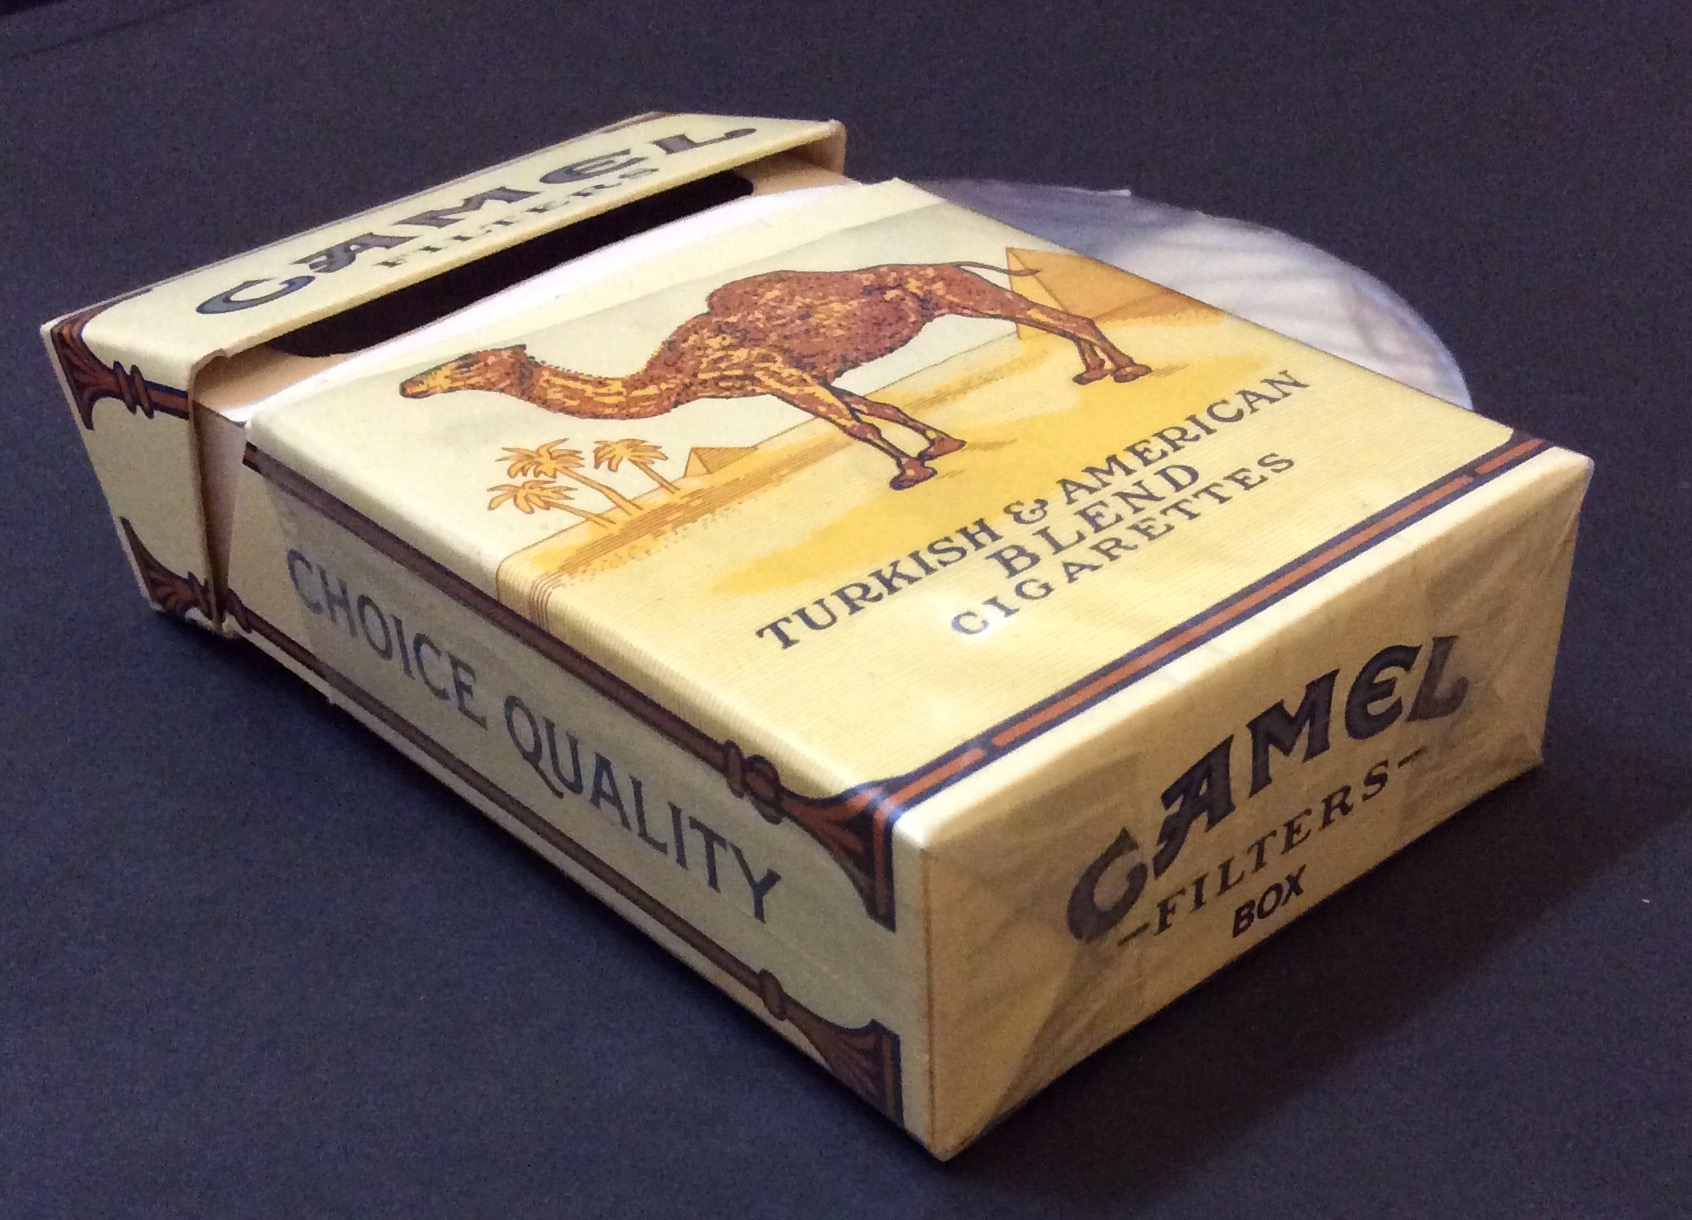 CAMEL
FILTERS
TURKISH & AMERICAN
BLEND
CIGARETTES
CHOICE QUALITY
CAMEL
-FILTERS-
BOX